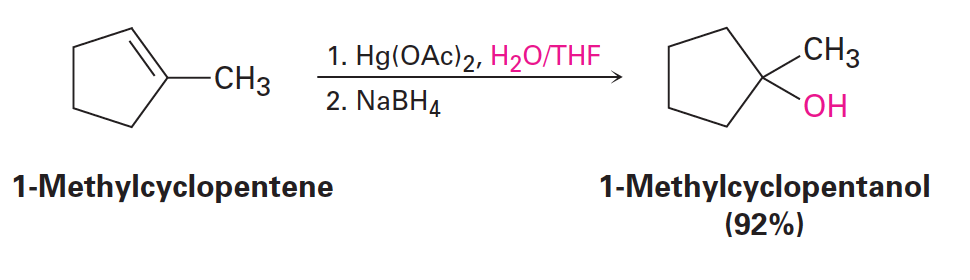 CH₃
1. Hg(OAc)₂, H₂O/THF
2. NaBH₄
CH₃
OH
1-Methylcyclopentene
1-Methylcyclopentanol
(92%)